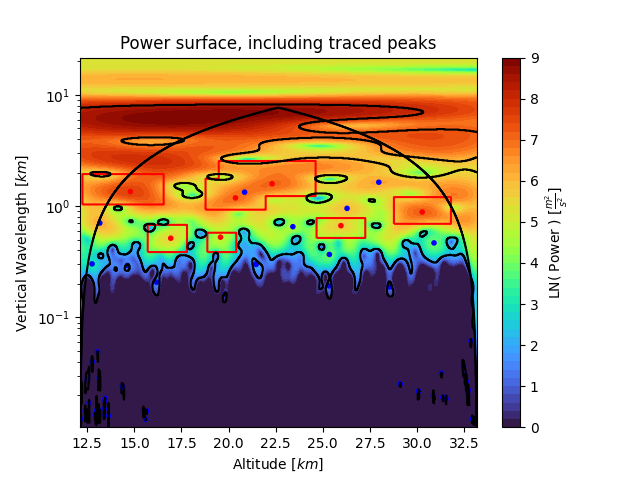 Power surface, including traced peaks
Vertical Wavelength [km]
10¹
10⁰
10⁻¹
12.5 15.0 17.5 20.0 22.5 25.0 27.5 30.0 32.5
Altitude [km]
9
8
7
6
5
4
3
2
1
0
LN( Power ) [m²/s²]